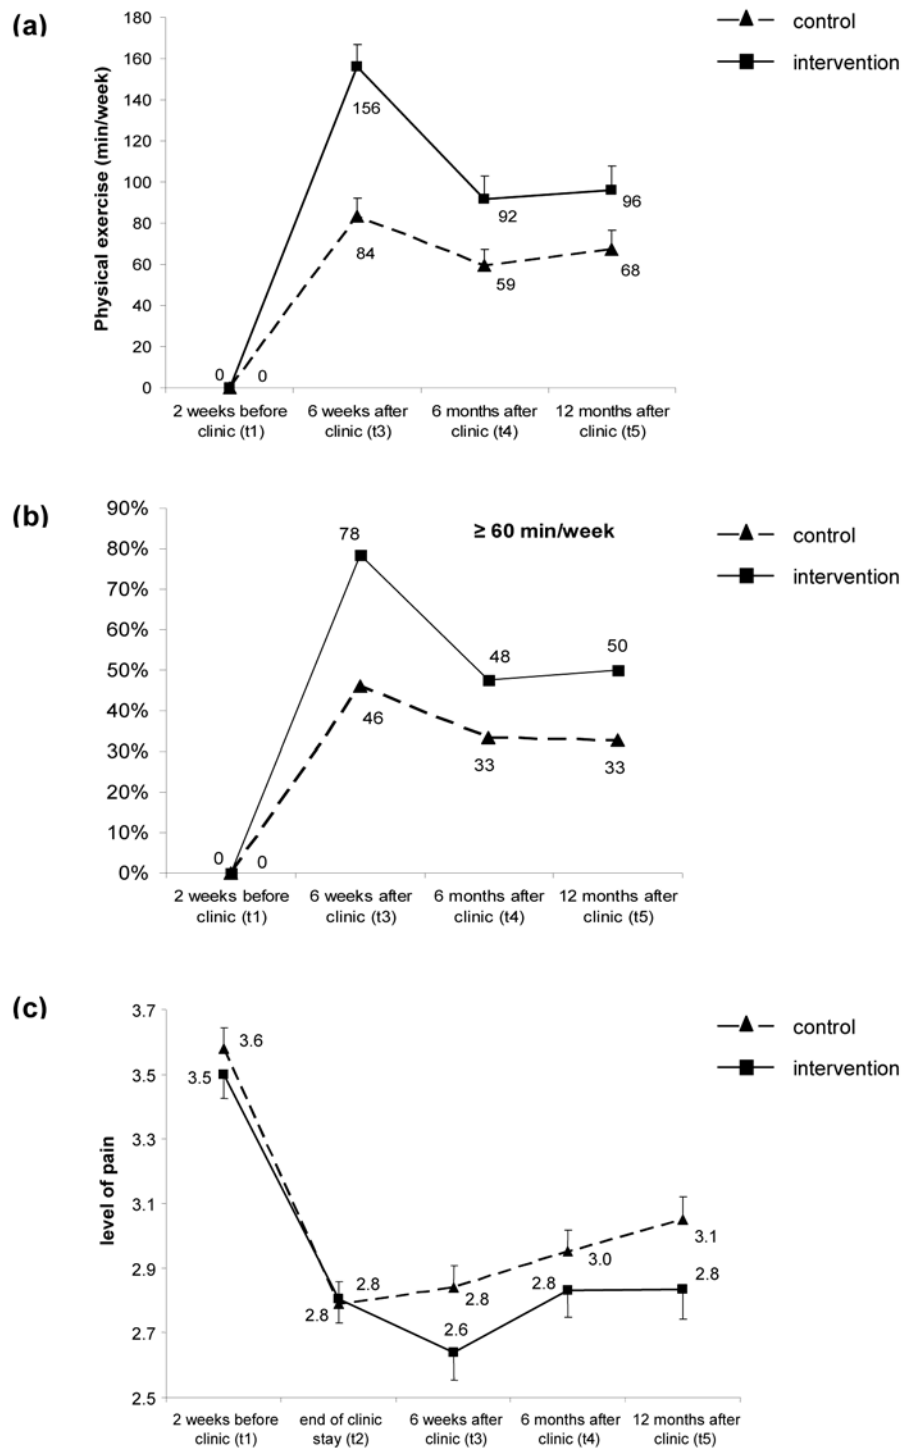 (a)
180
160
140
120
100
80
60
40
20
0
Physical exercise (min/week)
156
92
96
84
59
68
0 0
2 weeks before clinic (t1)
6 weeks after clinic (t3)
6 months after clinic (t4)
12 months after clinic (t5)
control
intervention
(b)
90%
80%
70%
60%
50%
40%
30%
20%
10%
0%
≥ 60 min/week
78
48
50
46
33
33
0 0
2 weeks before clinic (t1)
6 weeks after clinic (t3)
6 months after clinic (t4)
12 months after clinic (t5)
control
intervention
(c)
3.7
3.5
3.3
3.1
2.9
2.7
2.5
level of pain
3.6
3.5
2.8
2.8
2.8
2.6
3.0
2.8
3.1
2.8
2 weeks before clinic (t1)
end of clinic stay (t2)
6 weeks after clinic (t3)
6 months after clinic (t4)
12 months after clinic (t5)
control
intervention